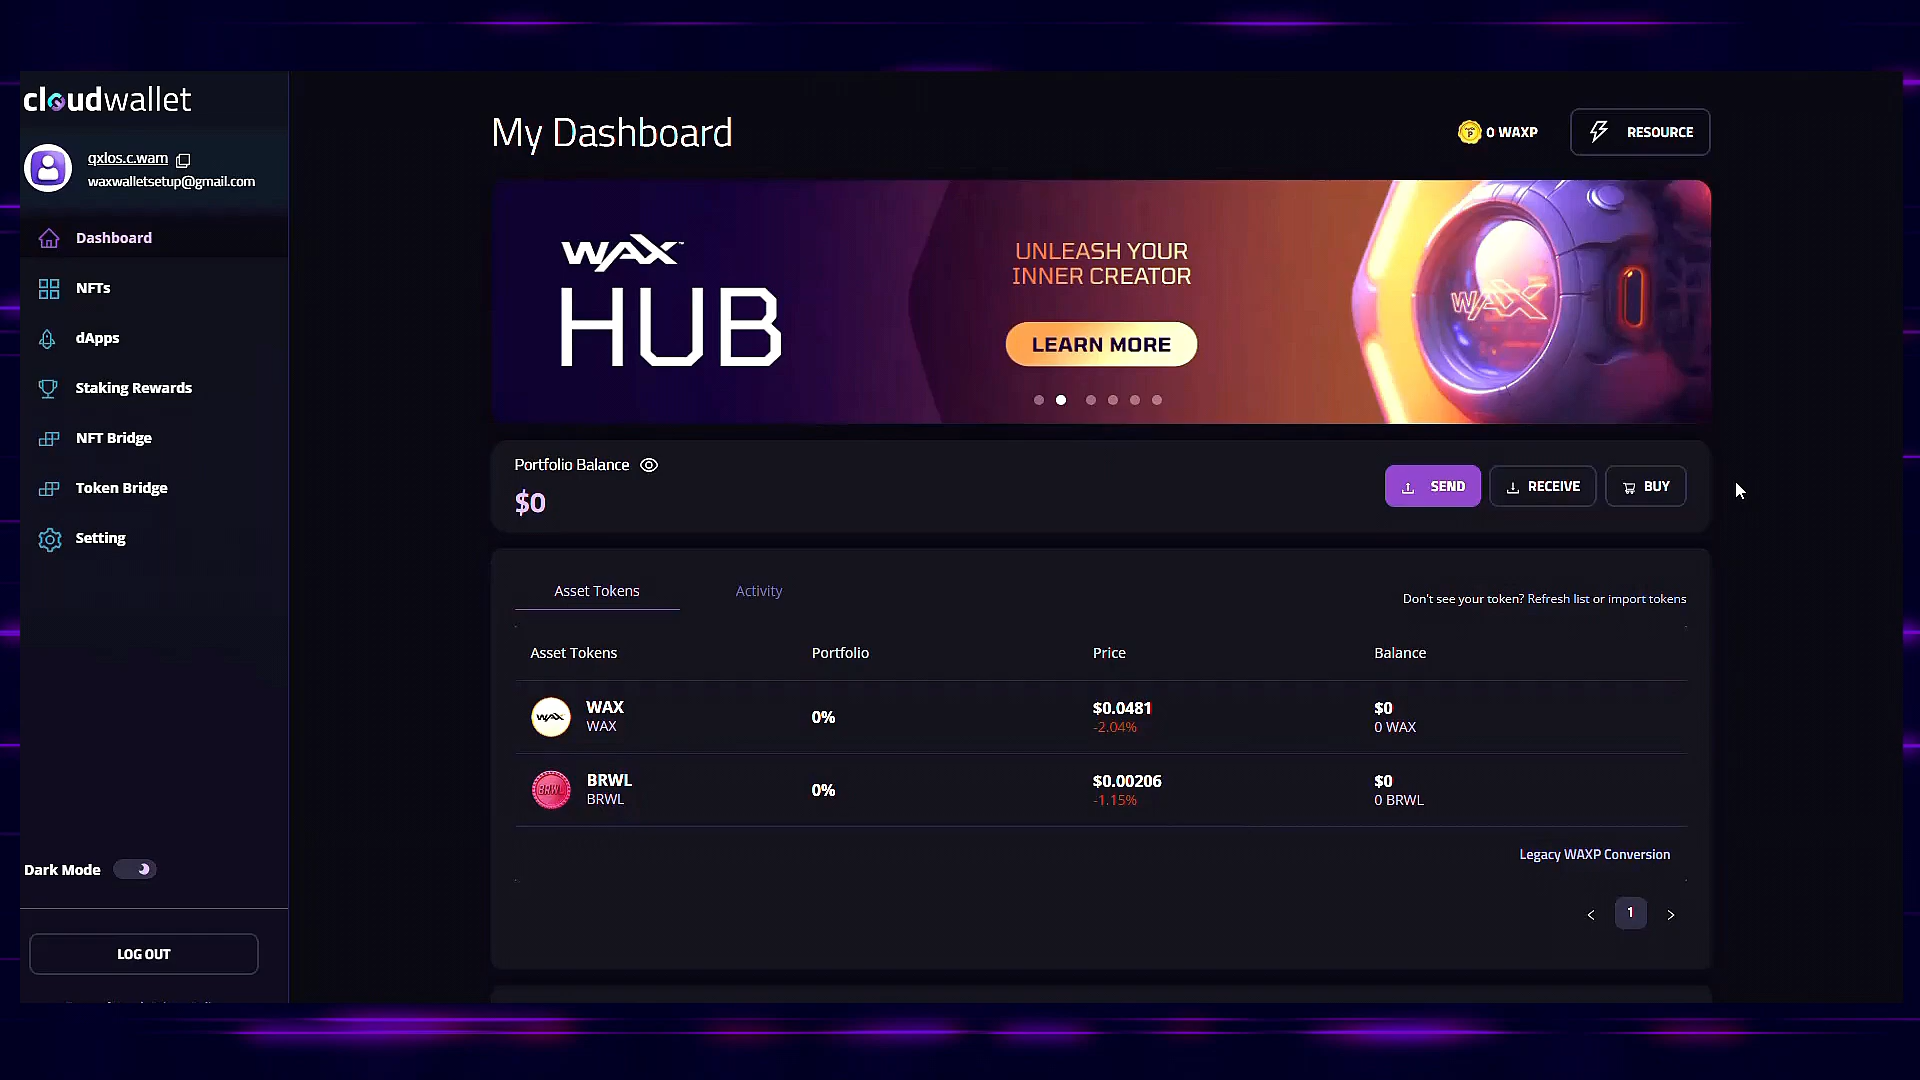 cloudwallet
qxlos.c.wam
waxwalletsetup@gmail.com
Dashboard
NFTs
dApps
Staking Rewards
NFT Bridge
Token Bridge
Setting
Dark Mode
LOG OUT
My Dashboard
0 WAXP
RESOURCE
WAX™
HUB
UNLEASH YOUR
INNER CREATOR
LEARN MORE
WAX
Portfolio Balance
$0
SEND
RECEIVE
BUY
Asset Tokens
Activity
Don't see your token? Refresh list or import tokens
Asset Tokens Portfolio Price Balance
WAX
WAX
WAX
0%
$0.0481
-2.04%
$0
0 WAX
BRWL
BRWL
BRWL
0%
$0.00206
-1.15%
$0
0 BRWL
Legacy WAXP Conversion
< 1 >